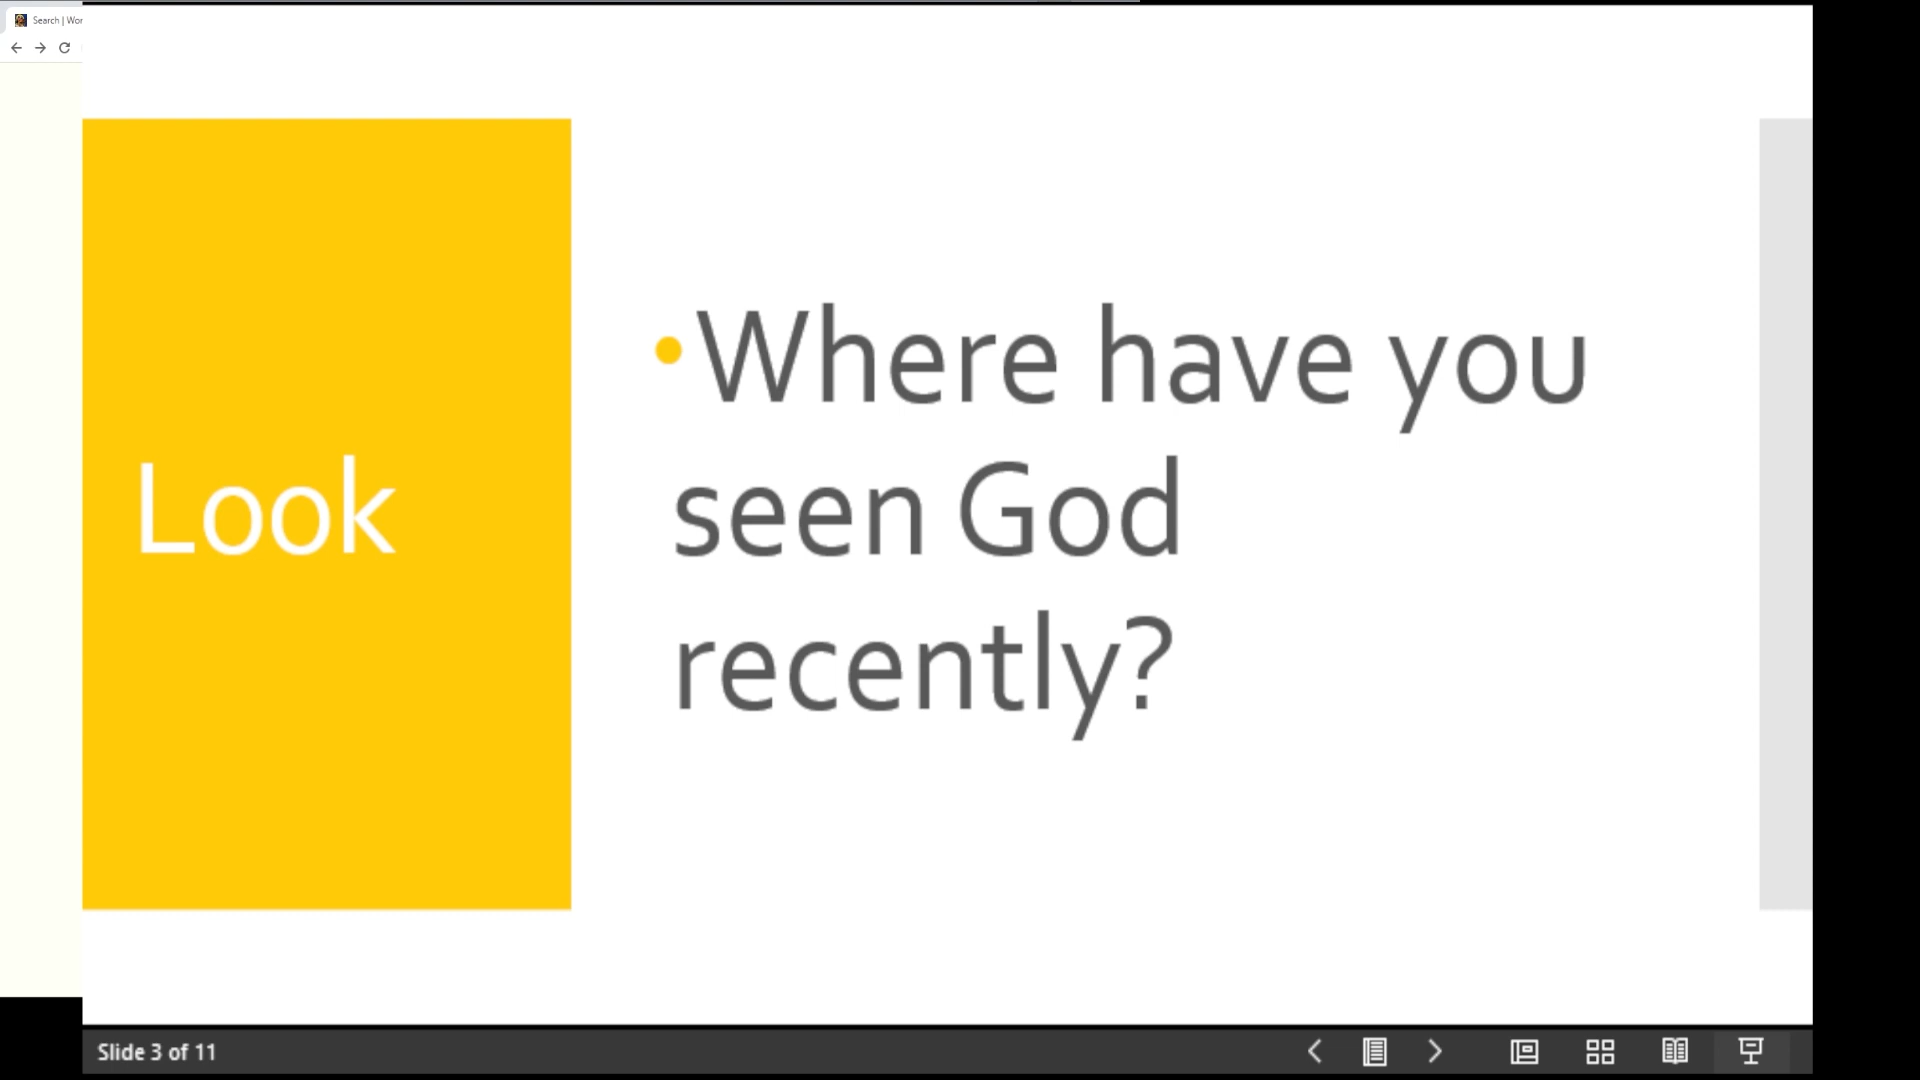 Search | Wor
Look
•Where have you
seen God
recently?
Slide 3 of 11